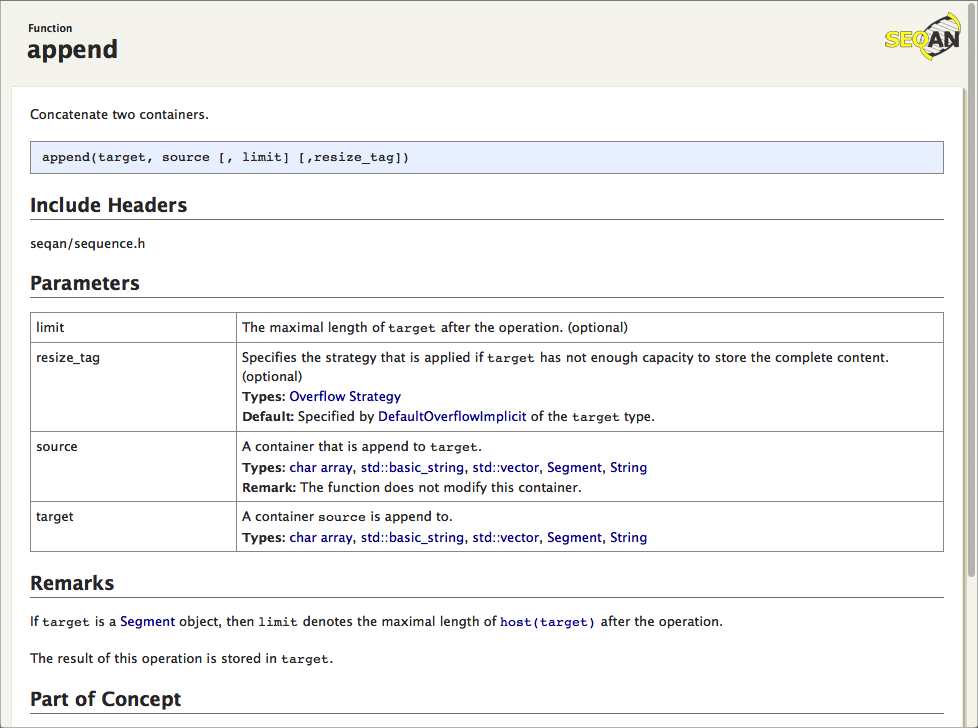 Function
append
SEQAN
Concatenate two containers.
append(target, source [, limit] [,resize_tag])
Include Headers
seqan/sequence.h
Parameters
limit
The maximal length of target after the operation. (optional)
resize_tag
Specifies the strategy that is applied if target has not enough capacity to store the complete content.
(optional)
Types: Overflow Strategy
Default: Specified by DefaultOverflowImplicit of the target type.
source
A container that is append to target.
Types: char array, std::basic_string, std::vector, Segment, String
Remark: The function does not modify this container.
target
A container source is append to.
Types: char array, std::basic_string, std::vector, Segment, String
Remarks
If target is a Segment object, then limit denotes the maximal length of host(target) after the operation.
The result of this operation is stored in target.
Part of Concept